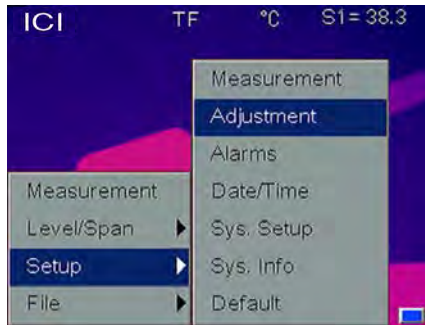 ICI TF °C S1=38.3
Measurement
Level/Span
Setup
File
Measurement
Adjustment
Alarms
Date/Time
Sys. Setup
Sys. Info
Default